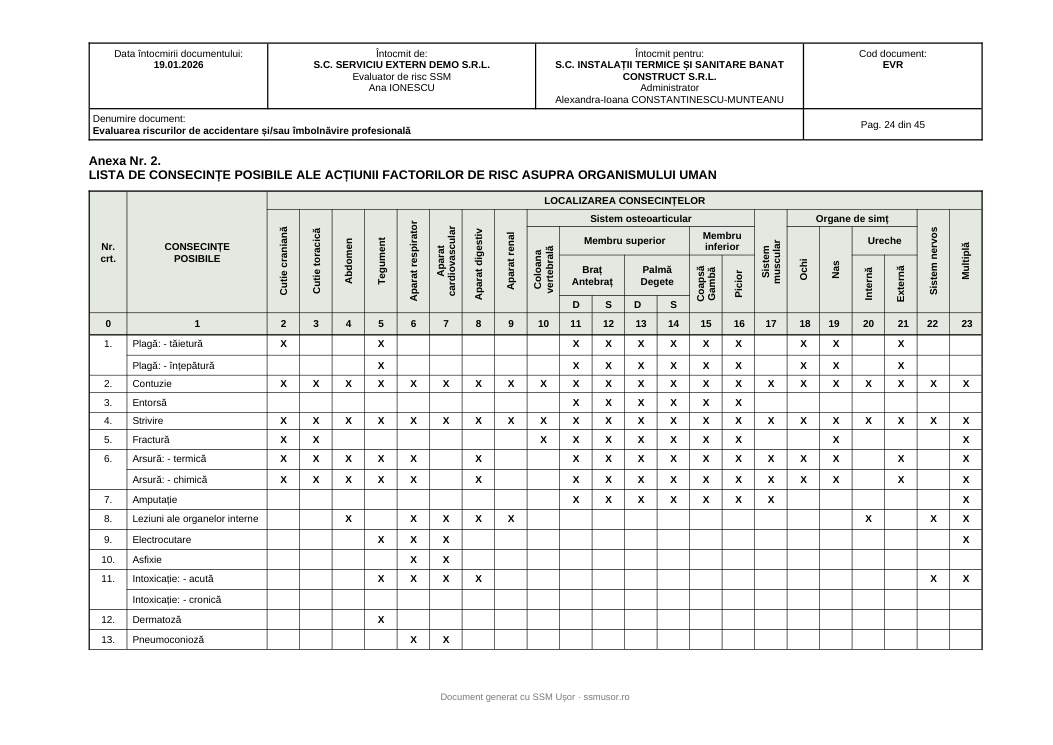 Data întocmirii documentului:
19.01.2026
Întocmit de:
S.C. SERVICIU EXTERN DEMO S.R.L.
Evaluator de risc SSM
Ana IONESCU
Întocmit pentru:
S.C. INSTALAȚII TERMICE ȘI SANITARE BANAT
CONSTRUCT S.R.L.
Administrator
Alexandra-Ioana CONSTANTINESCU-MUNTEANU
Cod document:
EVR
Denumire document:
Evaluarea riscurilor de accidentare și/sau îmbolnăvire profesională
Pag. 24 din 45
Anexa Nr. 2.
LISTA DE CONSECINȚE POSIBILE ALE ACȚIUNII FACTORILOR DE RISC ASUPRA ORGANISMULUI UMAN
Nr.
crt.
CONSECINȚE
POSIBILE
LOCALIZAREA CONSECINȚELOR
Cutie craniană
Cutie toracică
Abdomen
Tegument
Aparat respirator
Aparat
cardiovascular
Aparat digestiv
Aparat renal
Sistem osteoarticular
Coloana
vertebrală
Membru superior
Membru
inferior
Braț
Antebraț
Palmă
Degete
D S D S
Coapsă
Gambă
Picior
Sistem
muscular
Organe de simț
Ochi
Nas
Ureche
Internă
Externă
Sistem nervos
Multiplă
0 1 2 3 4 5 6 7 8 9 10 11 12 13 14 15 16 17 18 19 20 21 22 23
1. Plagă: - tăietură X X X X X X X X X X X
Plagă: - înțepătură X X X X X X X X X X
2. Contuzie X X X X X X X X X X X X X X X X X X X X X X
3. Entorsă X X X X X X
4. Strivire X X X X X X X X X X X X X X X X X X X X X X
5. Fractură X X X X X X X X X X X
6. Arsură: - termică X X X X X X X X X X X X X X X X X
Arsură: - chimică X X X X X X X X X X X X X X X X X
7. Amputație X X X X X X X X
8. Leziuni ale organelor interne X X X X X X X X
9. Electrocutare X X X X
10. Asfixie X X
11. Intoxicație: - acută X X X X X X
Intoxicație: - cronică
12. Dermatoză X
13. Pneumoconioză X X
Document generat cu SSM Ușor - ssmusor.ro